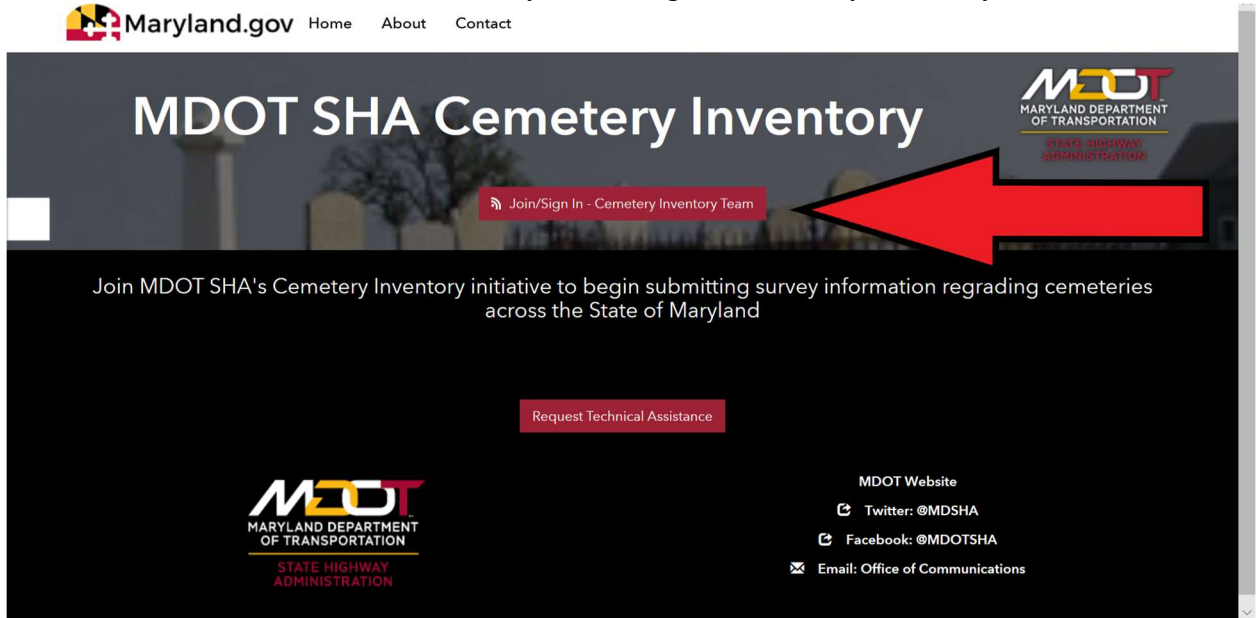 Maryland.gov Home About Contact
MDOT SHA Cemetery Inventory
MDOT
MARYLAND DEPARTMENT
OF TRANSPORTATION
STATE HIGHWAY
ADMINISTRATION
Join/Sign In - Cemetery Inventory Team
Join MDOT SHA's Cemetery Inventory initiative to begin submitting survey information regrading cemeteries
across the State of Maryland
Request Technical Assistance
MDOT
MARYLAND DEPARTMENT
OF TRANSPORTATION
STATE HIGHWAY
ADMINISTRATION
MDOT Website
Twitter: @MDSHA
Facebook: @MDOTSHA
Email: Office of Communications